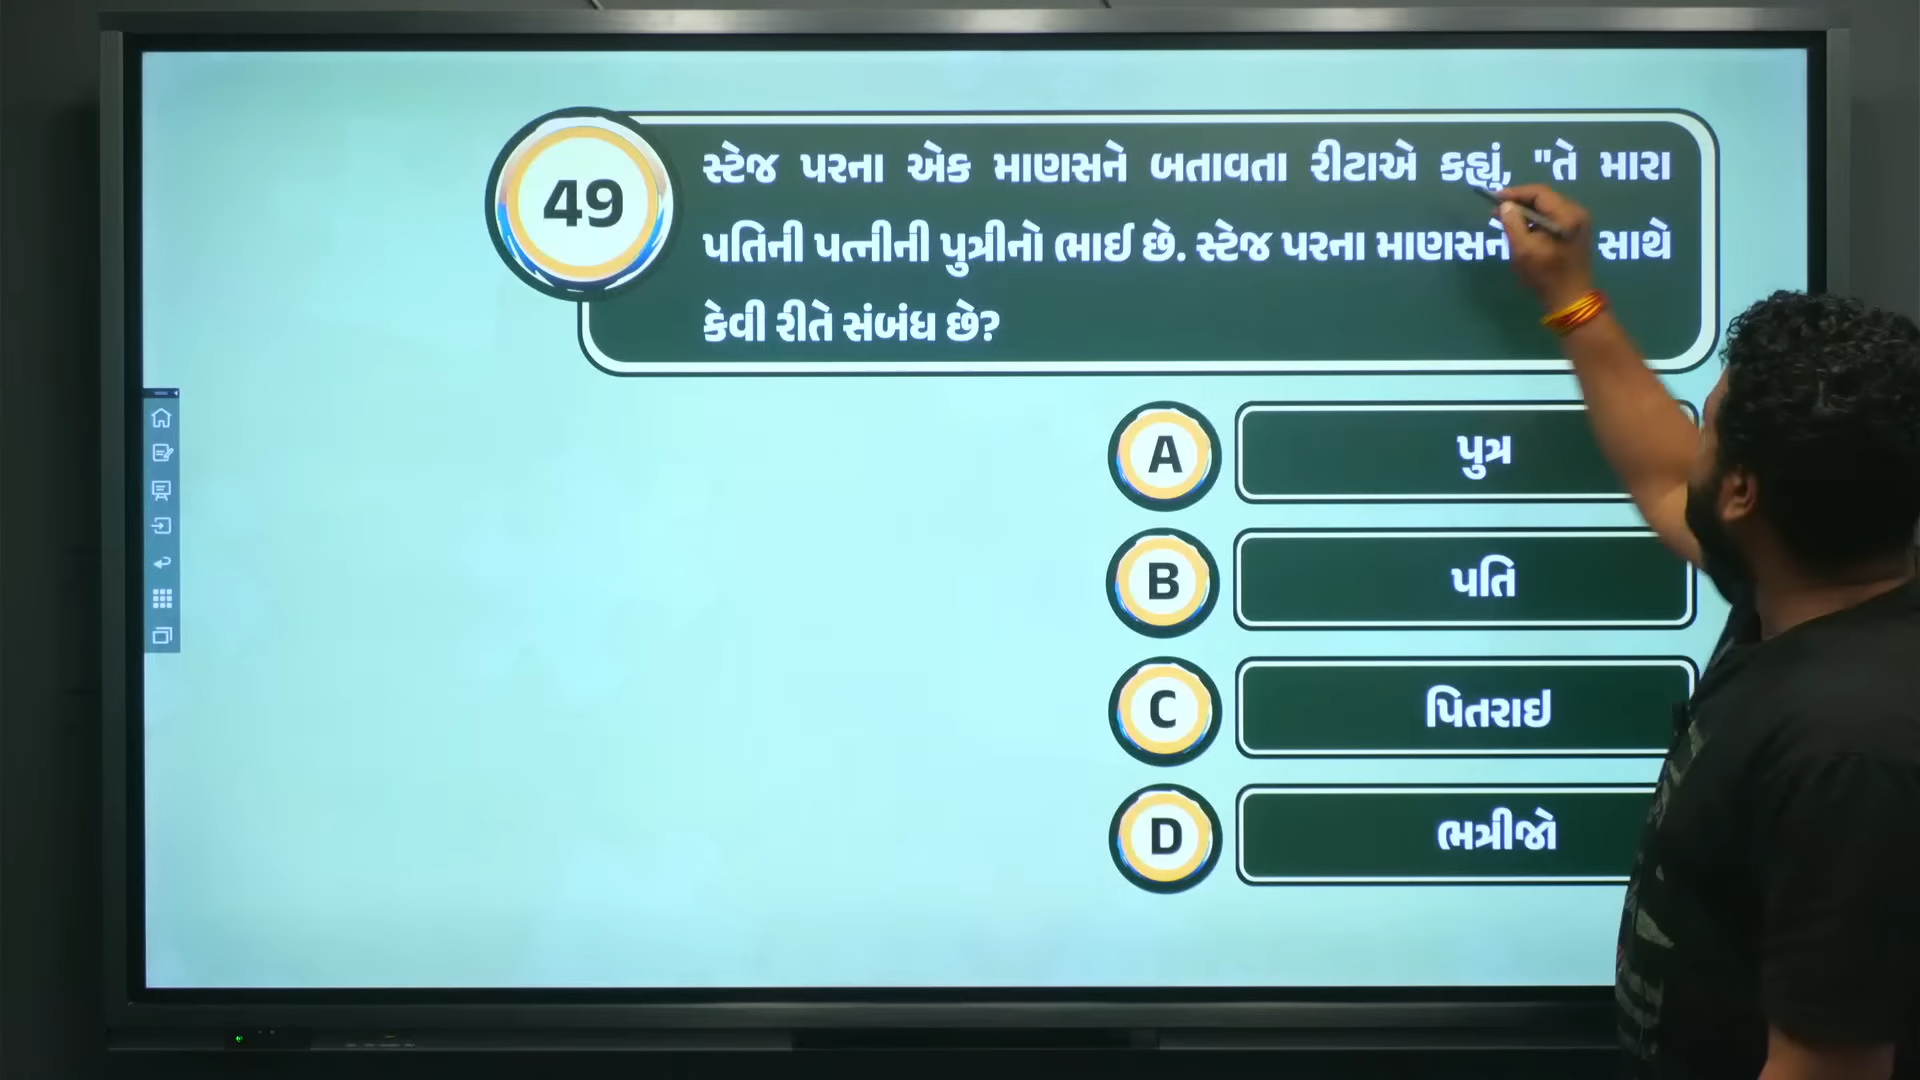 49
સ્ટેજ પરના એક માણસને બતાવતા રીટાએ કહ્યું, "તે મારા
પતિની પત્નીની પુત્રીનો ભાઈ છે. સ્ટેજ પરના માણસને સાથે
કેવી રીતે સંબંધ છે?
A પુત્ર
B પતિ
C પિતરાઇ
D ભત્રીજો